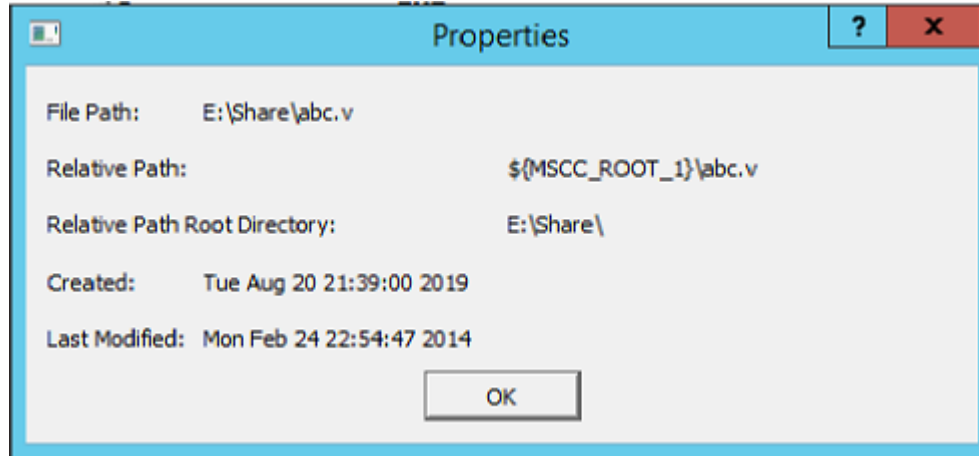 Properties
? x
File Path: E:\Share\abc.v
Relative Path: ${MSCC_ROOT_1}\abc.v
Relative Path Root Directory: E:\Share\
Created: Tue Aug 20 21:39:00 2019
Last Modified: Mon Feb 24 22:54:47 2014
OK